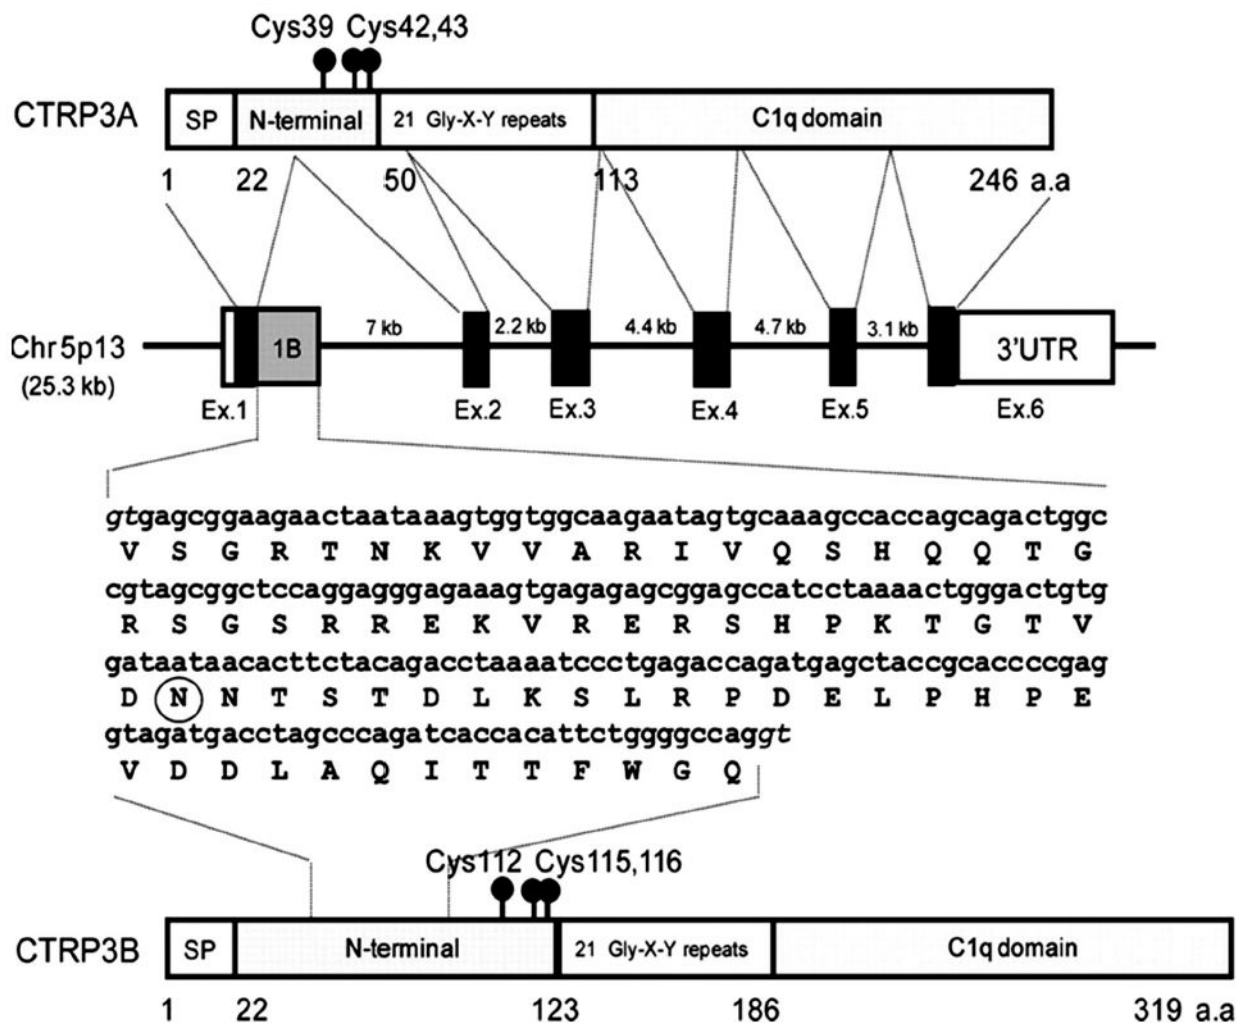 Cys39 Cys42,43
CTRP3A SP N-terminal 21 Gly-X-Y repeats C1q domain
1 22 50 113 246 a.a
Chr5p13 1B 7 kb 2.2 kb 4.4 kb 4.7 kb 3.1 kb 3'UTR
(25.3 kb)
Ex.1 Ex.2 Ex.3 Ex.4 Ex.5 Ex.6
gtgagcggaagaactaataaagtggtggcaagaatagtgcaaagccaccagcagactggc
V S G R T N K V V A R I V Q S H Q Q T G
cgtagcggctccaggagggagaaagtgagagagcggagccatcctaaaactgggactgtg
R S G S R R E K V R E R S H P K T G T V
gataataacacttctacagacctaaaatccctgagaccagatgagctaccgcaccccgag
D N N T S T D L K S L R P D E L P H P E
gtagatgacctagcccagatcaccacattctggggccaggt
V D D L A Q I T T F W G Q
Cys112 Cys115,116
CTRP3B SP N-terminal 21 Gly-X-Y repeats C1q domain
1 22 123 186 319 a.a